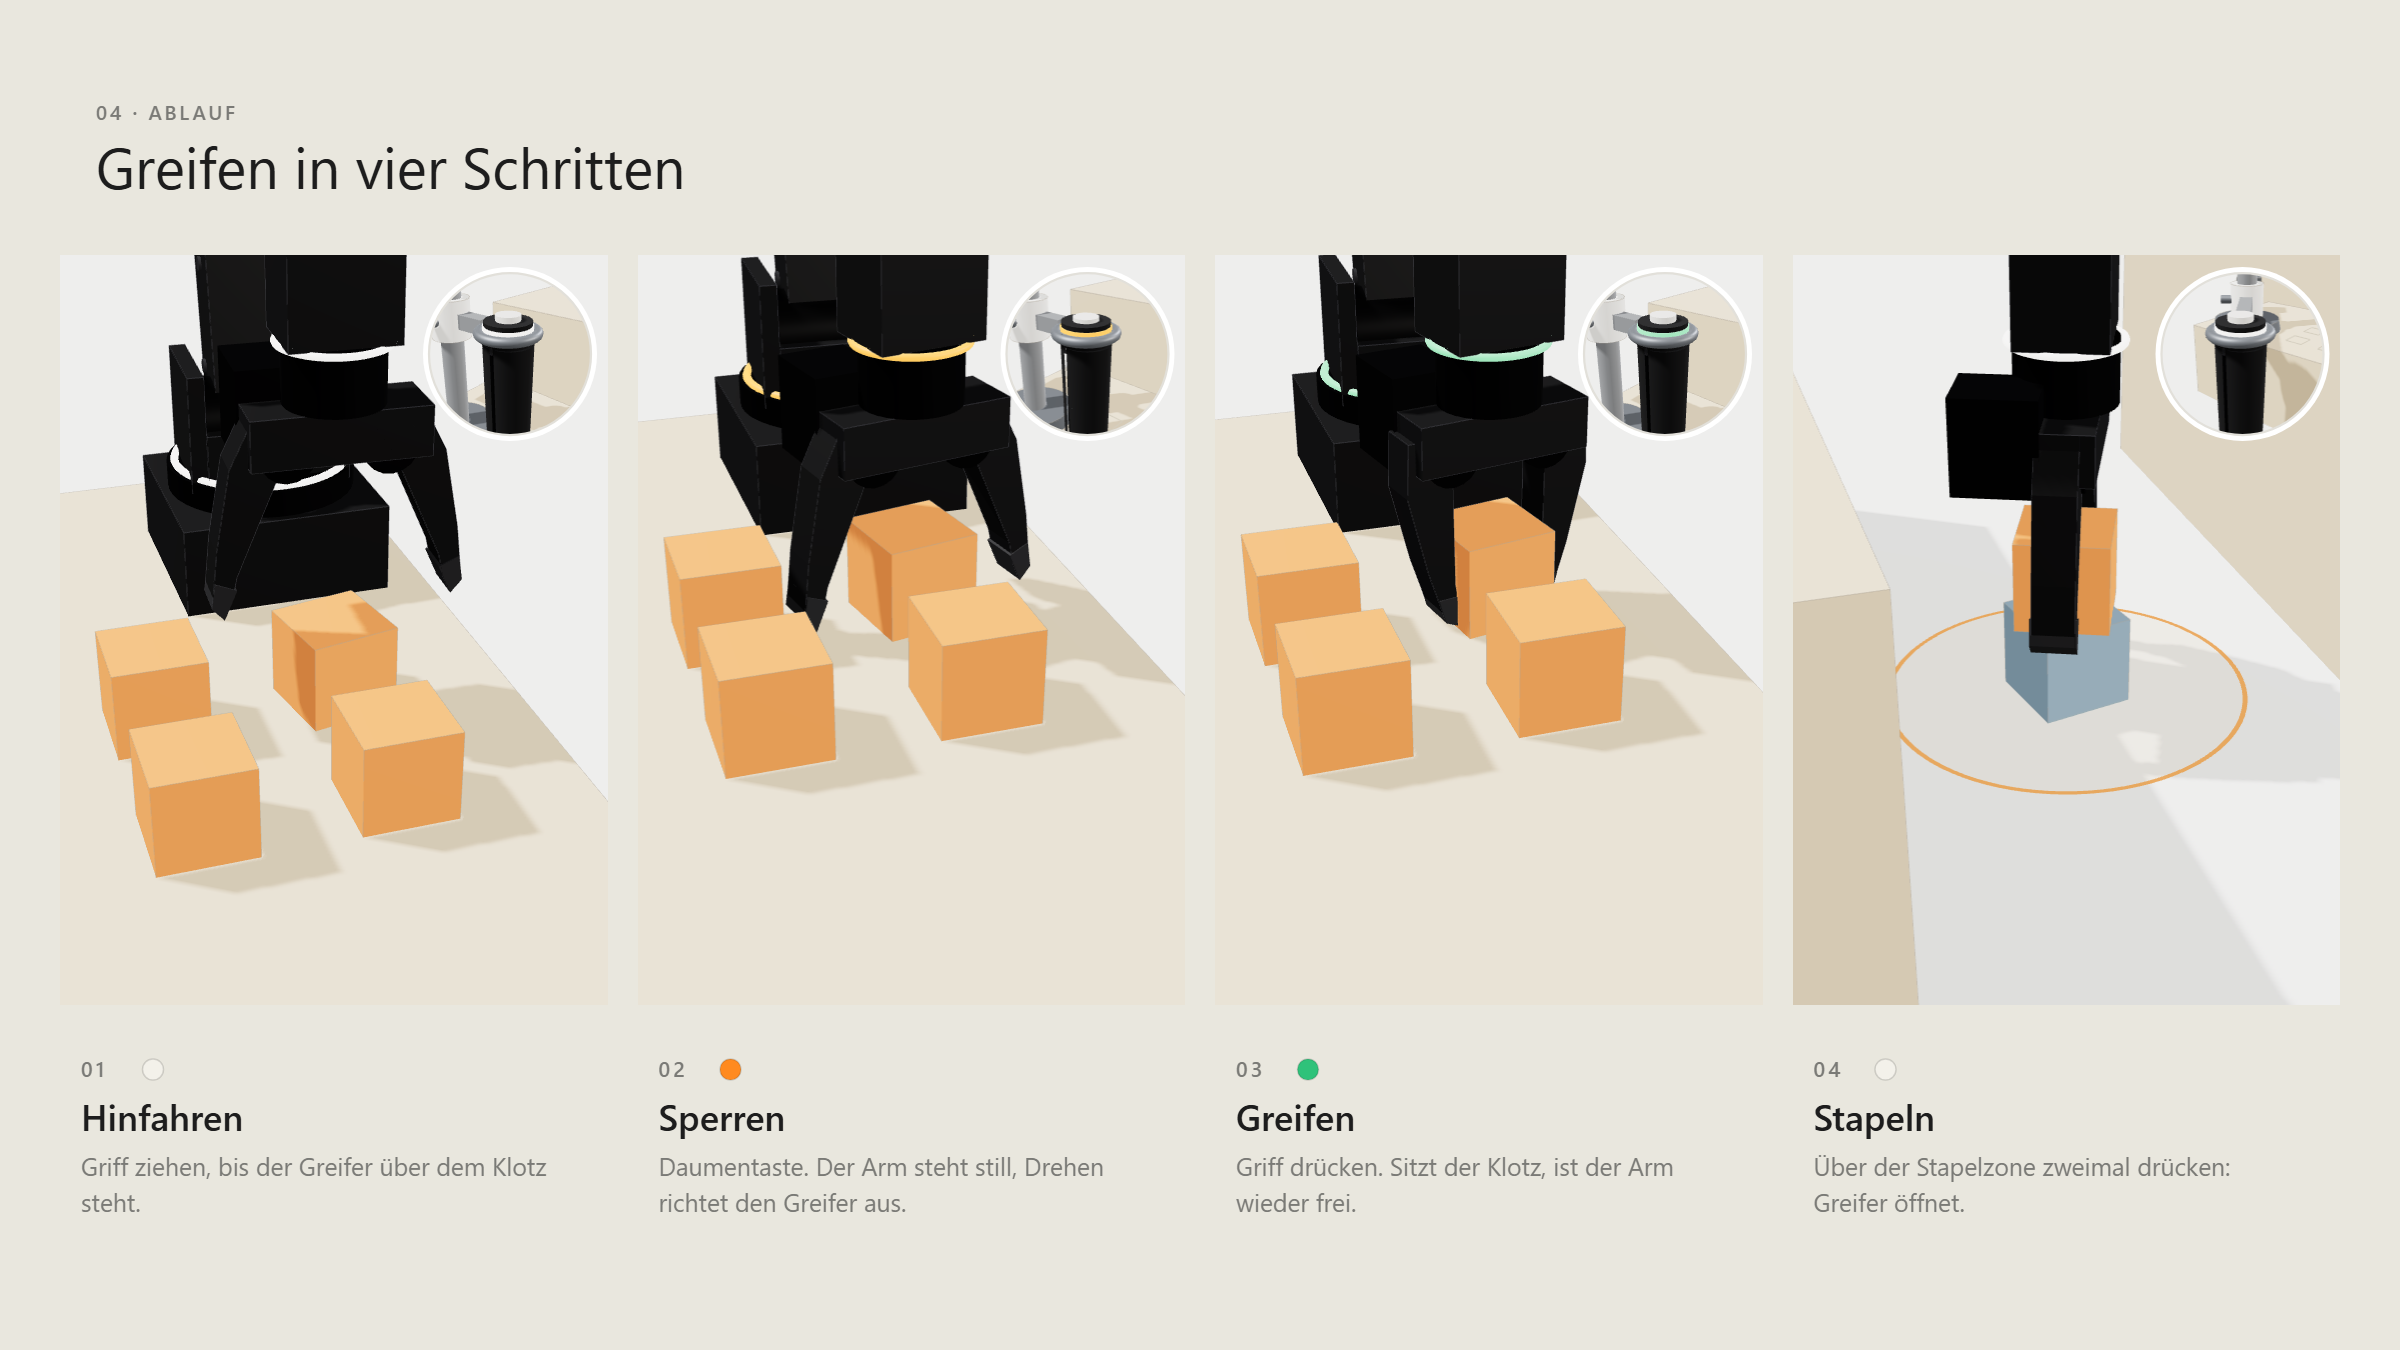 04 · ABLAUF
Greifen in vier Schritten
01
Hinfahren
Griff ziehen, bis der Greifer über dem Klotz
steht.
02
Sperren
Daumentaste. Der Arm steht still, Drehen
richtet den Greifer aus.
03
Greifen
Griff drücken. Sitzt der Klotz, ist der Arm
wieder frei.
04
Stapeln
Über der Stapelzone zweimal drücken:
Greifer öffnet.